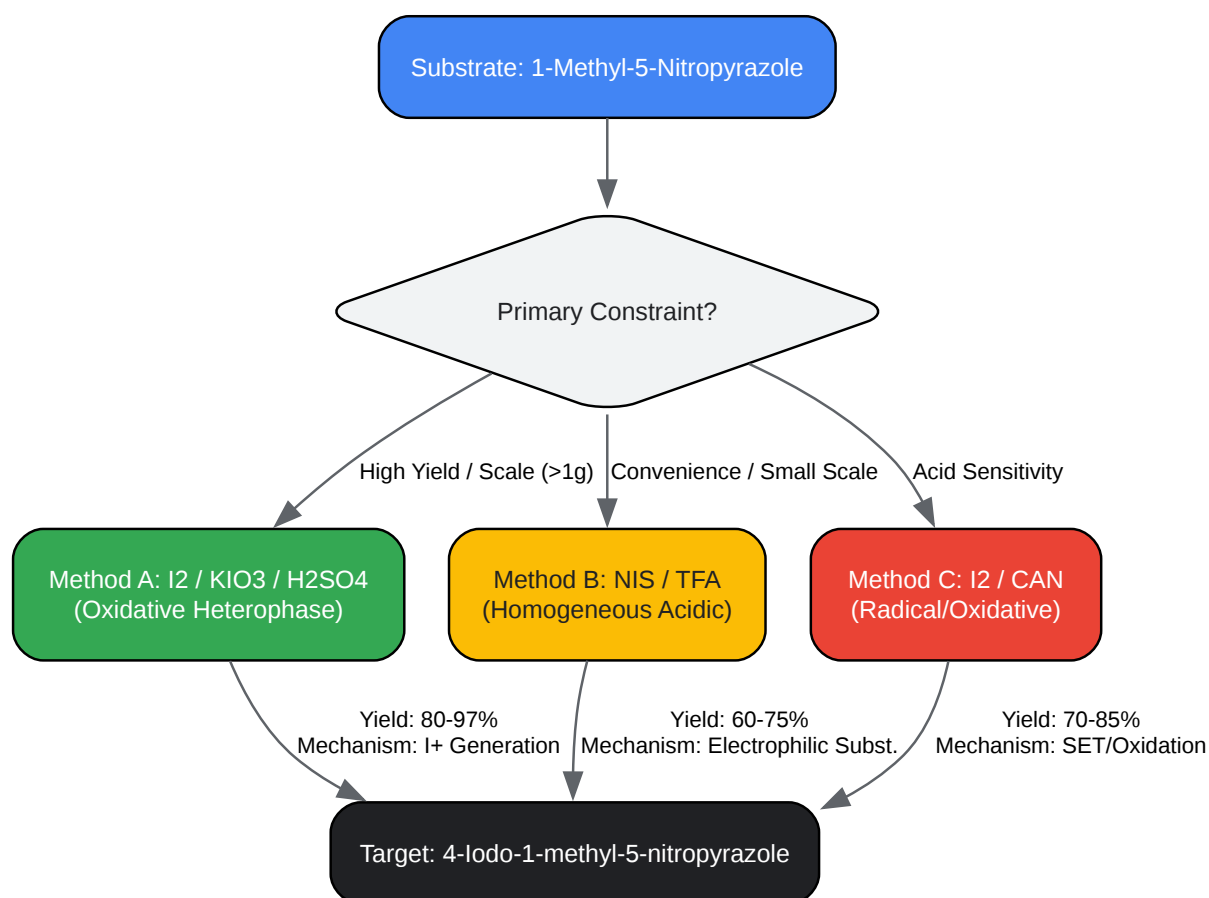 Substrate: 1-Methyl-5-Nitropyrazole
Primary Constraint?
High Yield / Scale (>1g)
Convenience / Small Scale
Acid Sensitivity
Method A: I2 / KIO3 / H2SO4
(Oxidative Heterophase)
Method B: NIS / TFA
(Homogeneous Acidic)
Method C: I2 / CAN
(Radical/Oxidative)
Yield: 80-97%
Mechanism: I+ Generation
Yield: 60-75%
Mechanism: Electrophilic Subst.
Yield: 70-85%
Mechanism: SET/Oxidation
Target: 4-Iodo-1-methyl-5-nitropyrazole